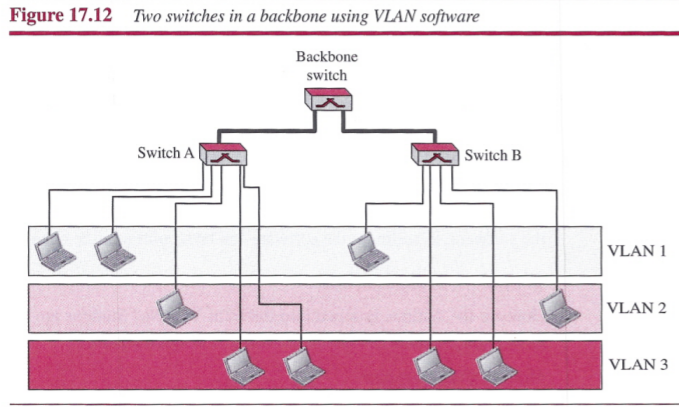 Figure 17.12 Two switches in a backbone using VLAN software
Backbone
switch
Switch A
Switch B
VLAN 1
VLAN 2
VLAN 3